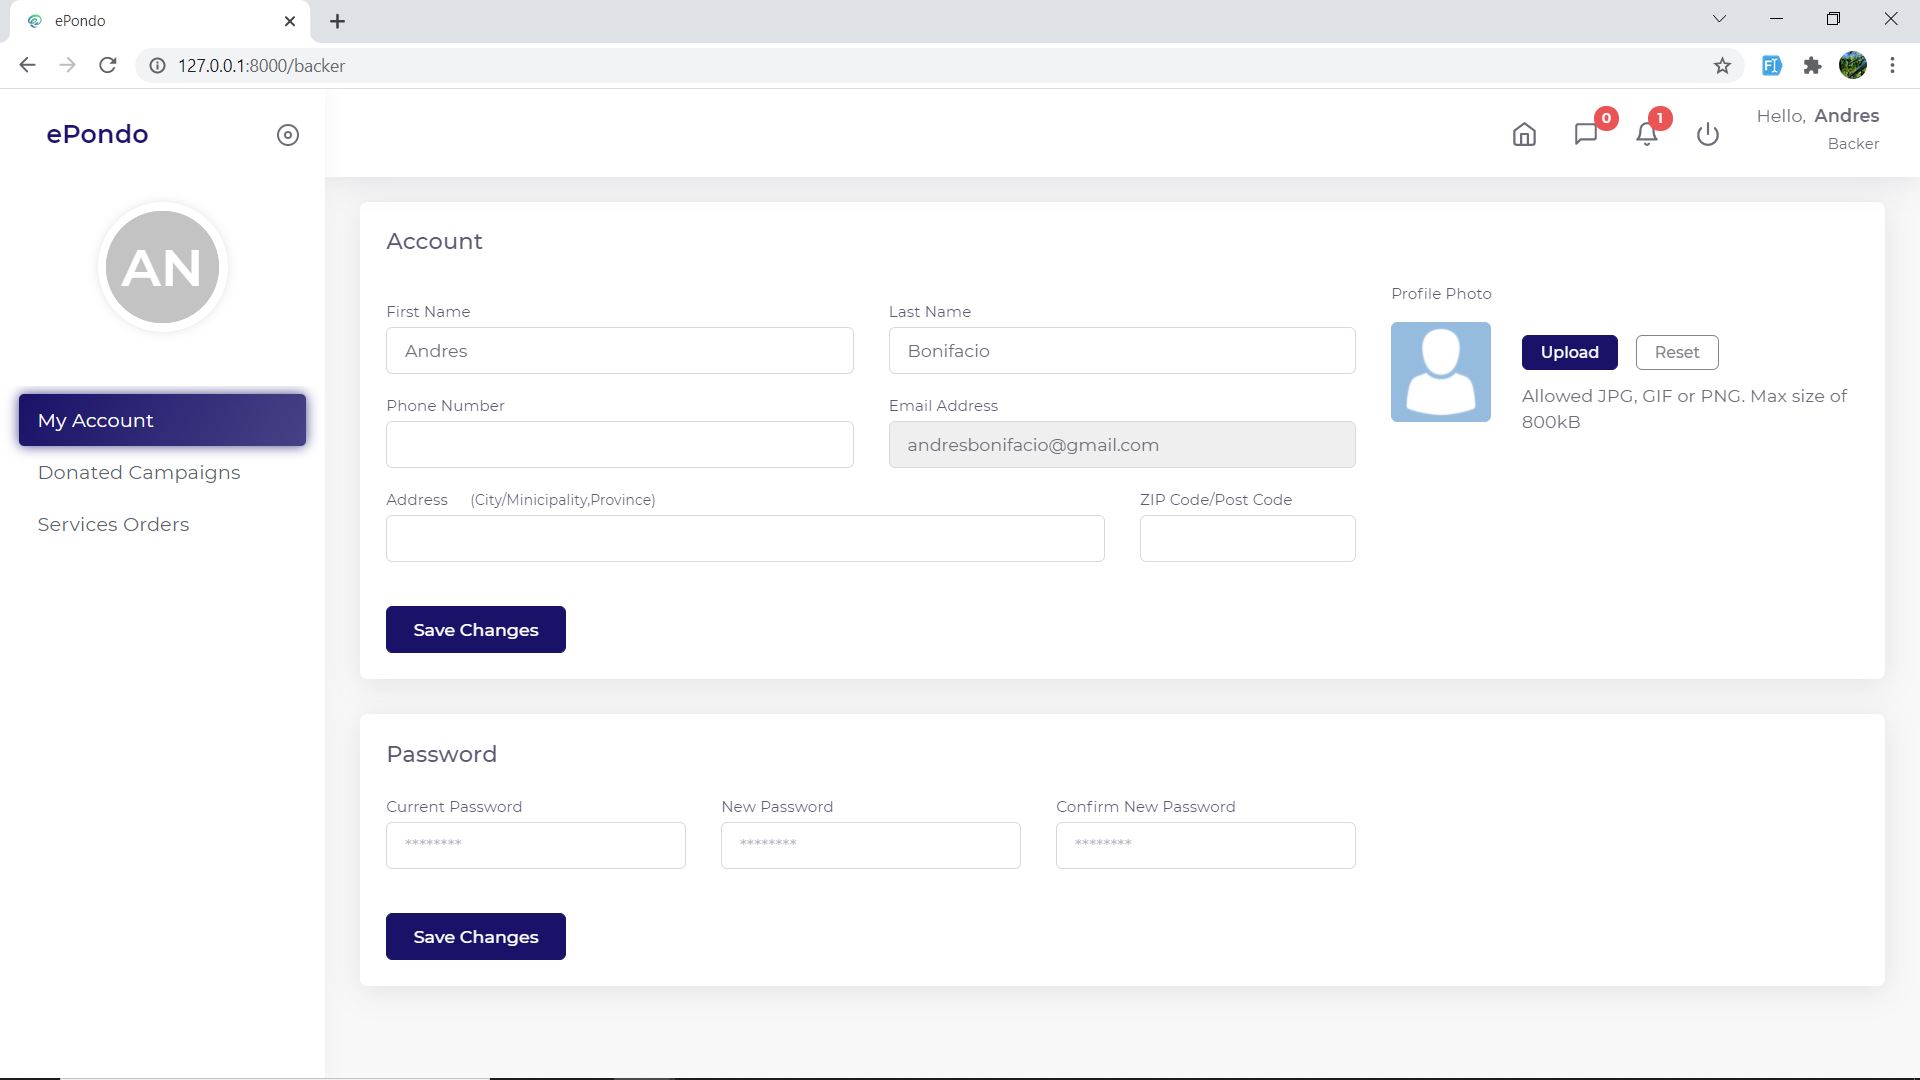 ePondo
127.0.0.1:8000/backer
ePondo
0
1
Hello, Andres
Backer
AN
My Account
Donated Campaigns
Services Orders
Account
First Name
Last Name
Profile Photo
Andres
Bonifacio
Upload
Reset
Allowed JPG, GIF or PNG. Max size of
800kB
Phone Number
Email Address
andresbonifacio@gmail.com
Address (City/Minicipality,Province)
ZIP Code/Post Code
Save Changes
Password
Current Password
New Password
Confirm New Password
********
********
********
Save Changes